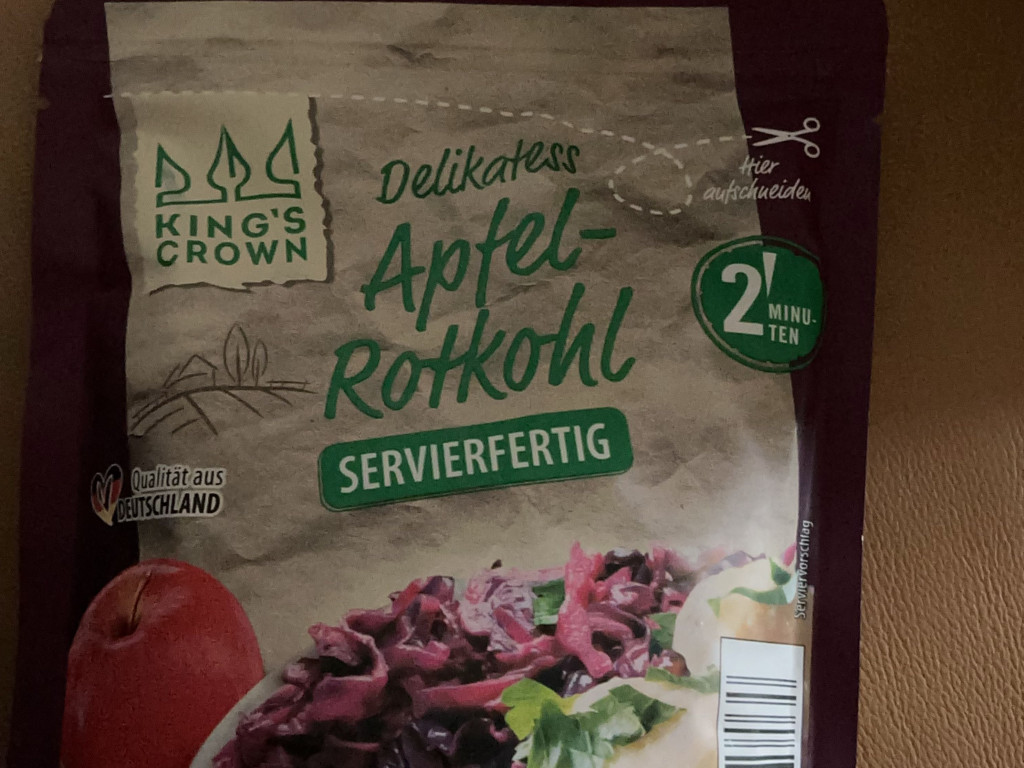 KING'S
CROWN
Delikatess
Apfel-
Rotkohl
SERVIERFERTIG
Hier
aufschneiden
2'
MINU-
TEN
Qualität aus
DEUTSCHLAND
Serviervorschlag